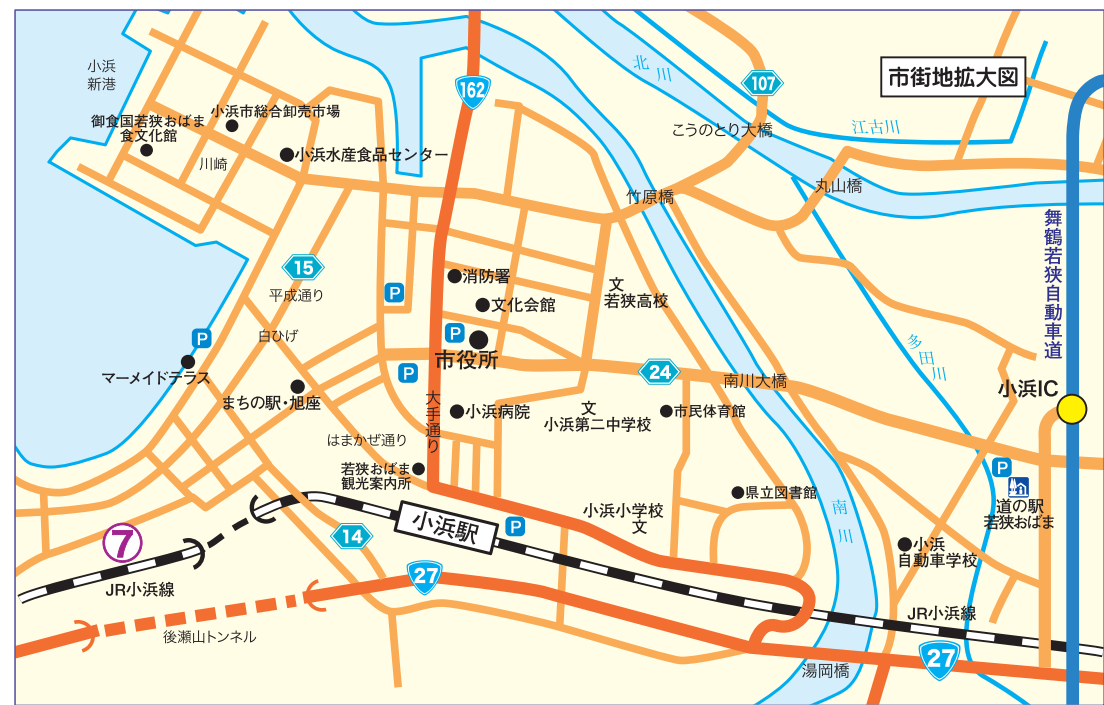 市街地拡大図
小浜
新港
162
北川
107
御食国若狭おばま
食文化館
小浜市総合卸売市場
小浜水産食品センター
川崎
こうのとり大橋
江古川
竹原橋
丸山橋
舞鶴若狭自動車道
15
平成通り
P
消防署
文化会館
文
若狭高校
白ひげ
P
P
市役所
P
マーメイドテラス
まちの駅・旭座
24
南川大橋
多田川
小浜IC
大手通り
小浜病院
文
小浜第二中学校
市民体育館
はまかぜ通り
若狭おばま
観光案内所
県立図書館
P
道の駅
若狭おばま
小浜小学校
文
南川
小浜駅
P
14
7
小浜
自動車学校
JR小浜線
27
JR小浜線
後瀬山トンネル
湯岡橋
27